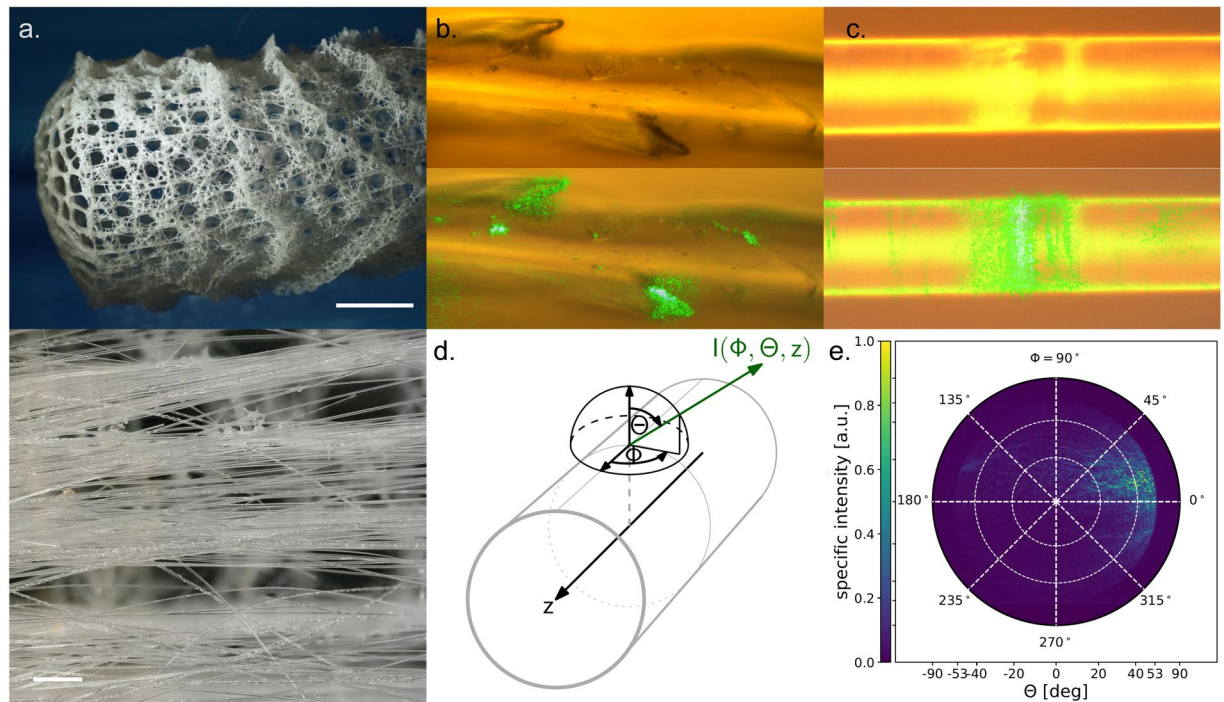 a.
b.
c.
d.
I(Φ, Θ, z)
Θ
Φ
z
e.
1.0
0.8
0.6
0.4
0.2
0.0
specific intensity [a.u.]
Φ = 90°
135°
45°
180°
0°
235°
315°
270°
-90 -53-40 -20 0 20 40 53 90
Θ [deg]